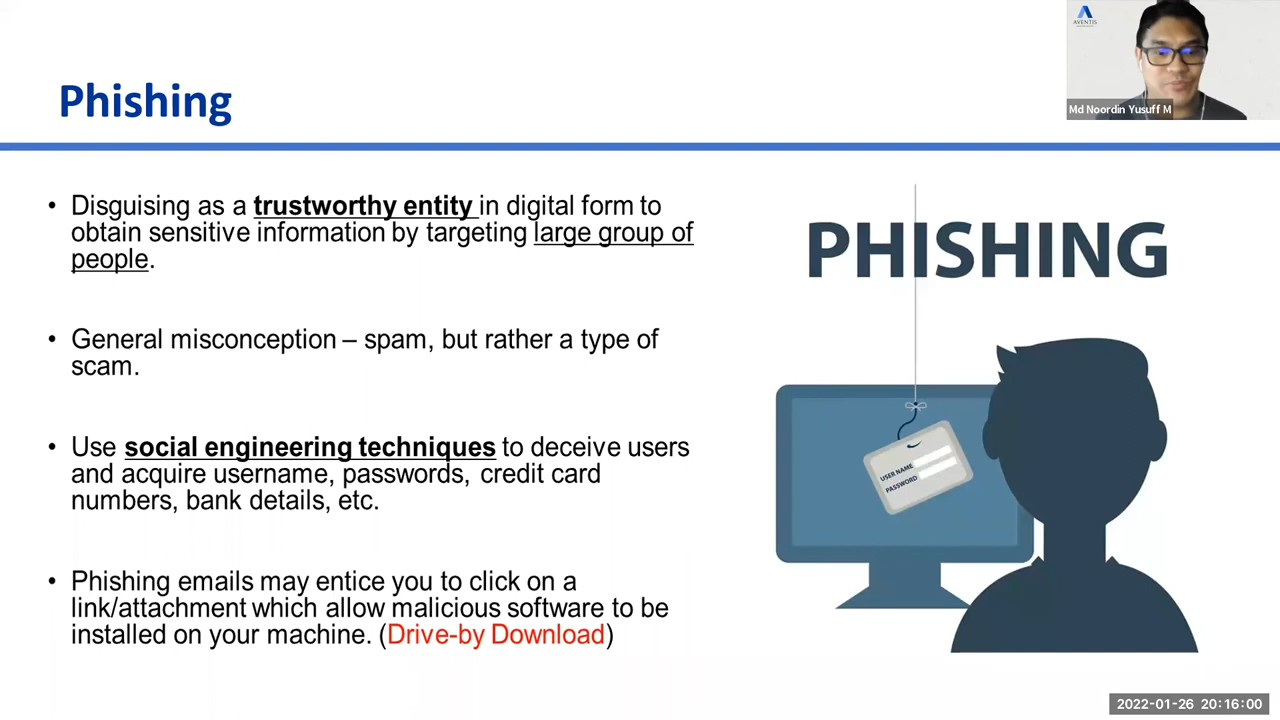 AVENTIS
Md Noordin Yusuff M
Phishing
• Disguising as a trustworthy entity in digital form to
obtain sensitive information by targeting large group of
people.
• General misconception – spam, but rather a type of
scam.
• Use social engineering techniques to deceive users
and acquire username, passwords, credit card
numbers, bank details, etc.
• Phishing emails may entice you to click on a
link/attachment which allow malicious software to be
installed on your machine. (Drive-by Download)
PHISHING
USER NAME
PASSWORD
2022-01-26 20:16:00